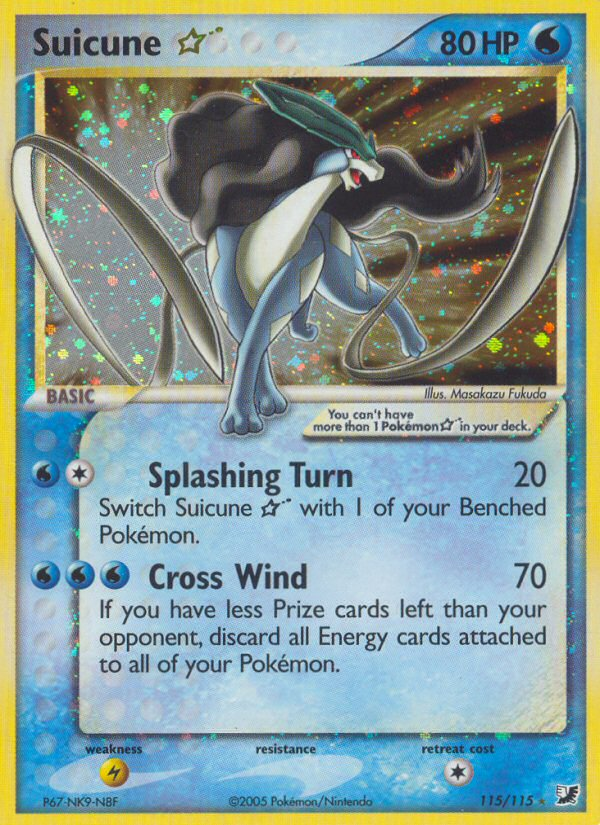 Suicune ☆
80 HP
BASIC
Illus. Masakazu Fukuda
You can't have
more than 1 Pokémon☆ in your deck.
Splashing Turn 20
Switch Suicune ☆ with 1 of your Benched
Pokémon.
Cross Wind 70
If you have less Prize cards left than your
opponent, discard all Energy cards attached
to all of your Pokémon.
weakness resistance retreat cost
P67-NK9-N8F ©2005 Pokémon/Nintendo 115/115 ★